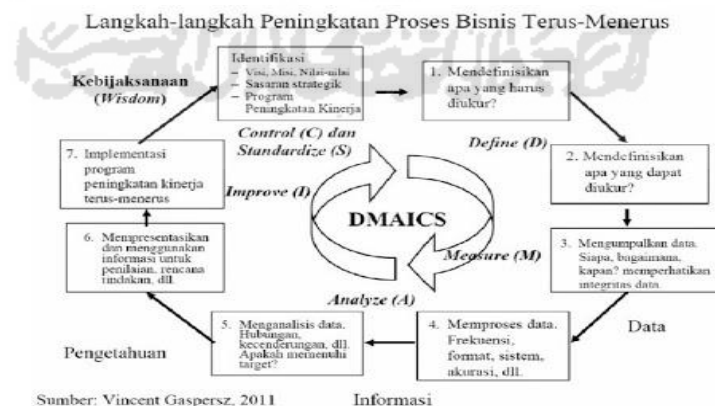 Langkah-langkah Peningkatan Proses Bisnis Terus-Menerus
Identifikasi
– Visi, Misi, Nilai-nilai
– Sasaran strategik
– Program
Peningkatan Kinerja
Kebijaksanaan
(Wisdom)
1. Mendefinisikan
apa yang harus
diukur?
Control (C) dan
Standardize (S)
Define (D)
7. Implementasi
program
peningkatan kinerja
terus-menerus
Improve (I)
2. Mendefinisikan
apa yang dapat
diukur?
DMAICS
6. Mempresentasikan
dan menggunakan
informasi untuk
penilaian, rencana
tindakan, dll.
Measure (M)
3. Mengumpulkan data.
Siapa, bagaimana,
kapan? memperhatikan
integritas data.
Analyze (A)
5. Menganalisis data.
Hubungan,
kecenderungan, dll.
Apakah memenuhi
target?
4. Memproses data.
Frekuensi,
format, sistem,
akurasi, dll.
Data
Pengetahuan
Sumber: Vincent Gaspersz, 2011
Informasi